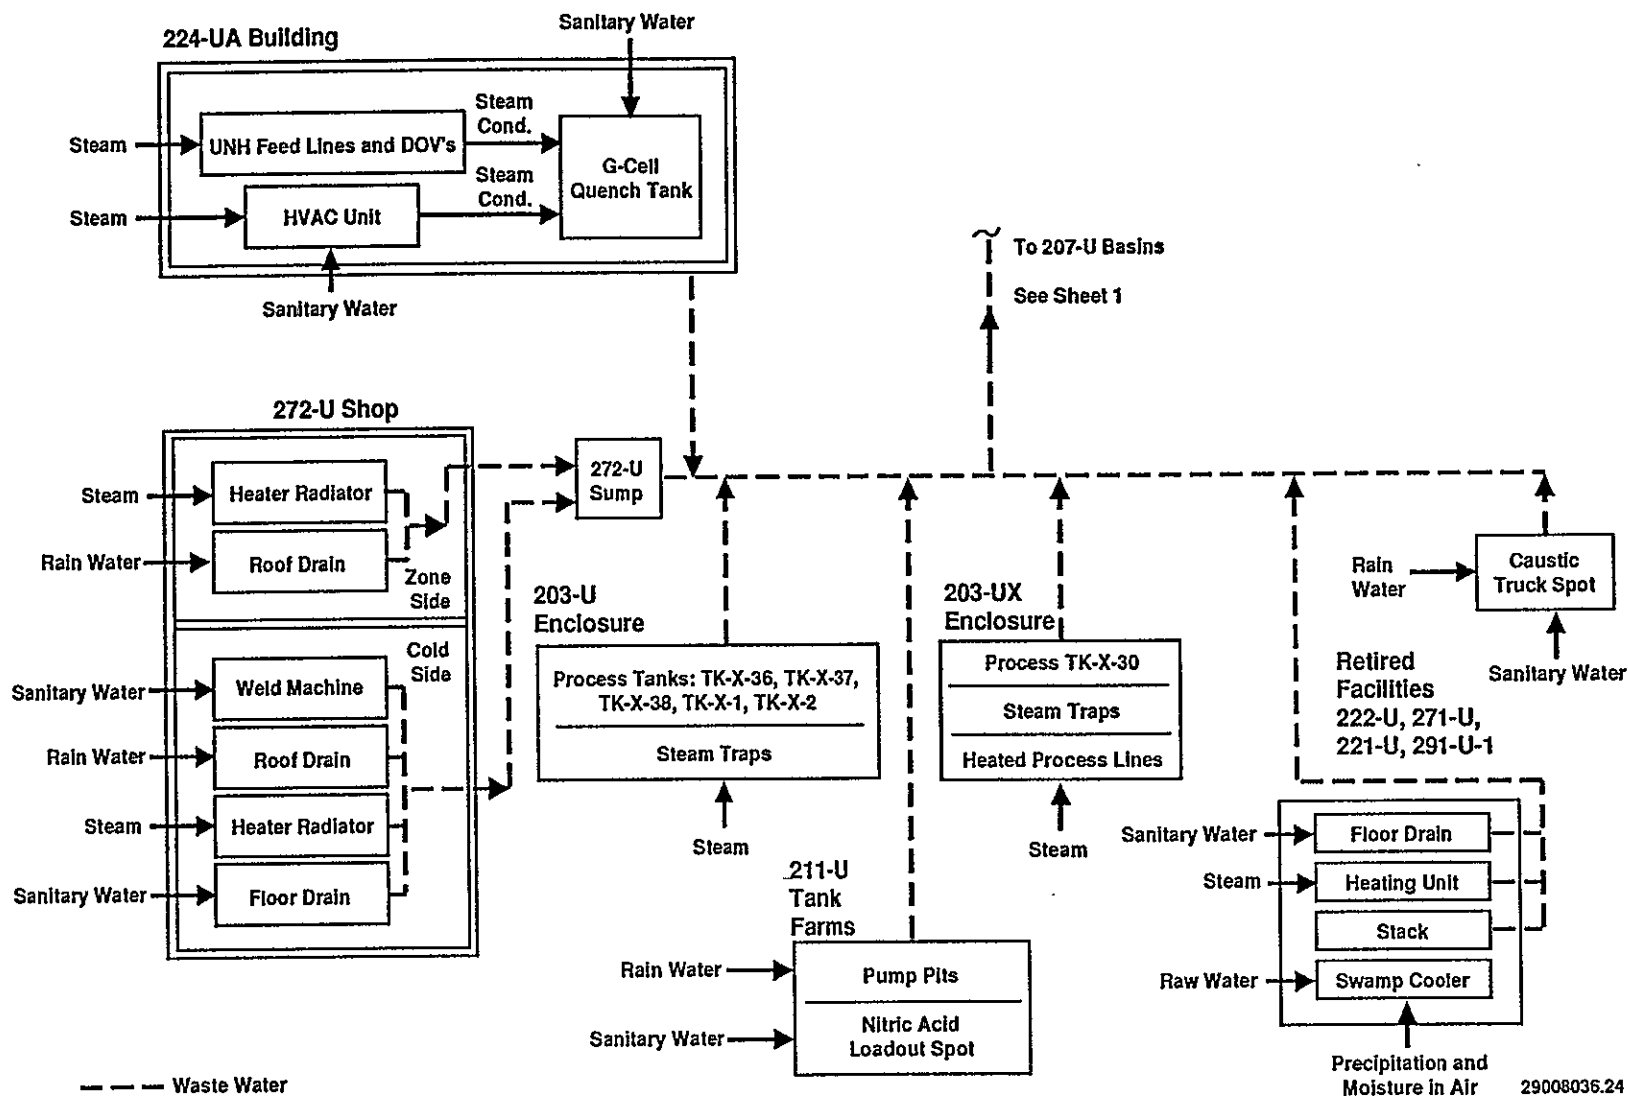 Sanitary Water
224-UA Building
Steam
UNH Feed Lines and DOV's
Steam
Cond.
G-Cell
Quench Tank
Steam
HVAC Unit
Steam
Cond.
Sanitary Water
To 207-U Basins
See Sheet 1
272-U Shop
Steam
Heater Radiator
Rain Water
Roof Drain
Zone
Side
272-U
Sump
Cold
Side
Sanitary Water
Weld Machine
Rain Water
Roof Drain
Steam
Heater Radiator
Sanitary Water
Floor Drain
203-U
Enclosure
Process Tanks: TK-X-36, TK-X-37,
TK-X-38, TK-X-1, TK-X-2
Steam Traps
Steam
211-U
Tank
Farms
Rain Water
Pump Pits
Sanitary Water
Nitric Acid
Loadout Spot
203-UX
Enclosure
Process TK-X-30
Steam Traps
Heated Process Lines
Steam
Rain
Water
Caustic
Truck Spot
Sanitary Water
Retired
Facilities
222-U, 271-U,
221-U, 291-U-1
Sanitary Water
Floor Drain
Steam
Heating Unit
Stack
Raw Water
Swamp Cooler
Precipitation and
Moisture in Air
Waste Water
29008036.24